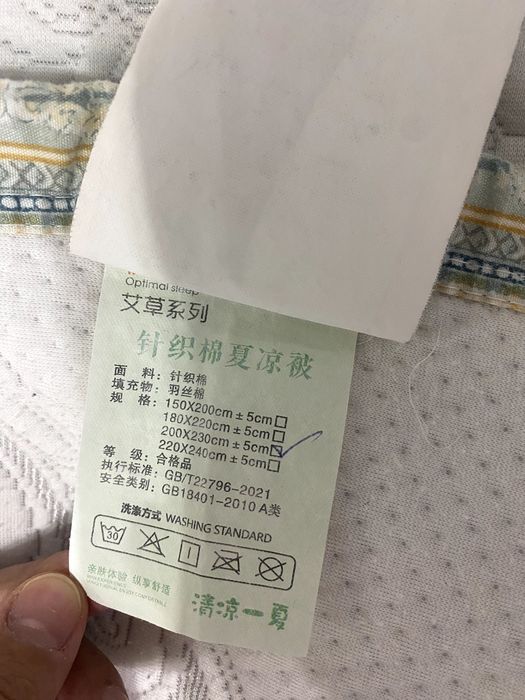 Optimal sleep
艾草系列
针织棉夏凉被
面 料：针织棉
填充物：羽丝棉
规 格：150X200cm±5cm□
180X220cm±5cm□
200X230cm±5cm☑
220X240cm±5cm□
等 级：合格品
执行标准：GB/T22796-2021
安全类别：GB18401-2010 A类
洗涤方式 WASHING STANDARD
30
亲肤体验 纵享舒适
清凉一夏